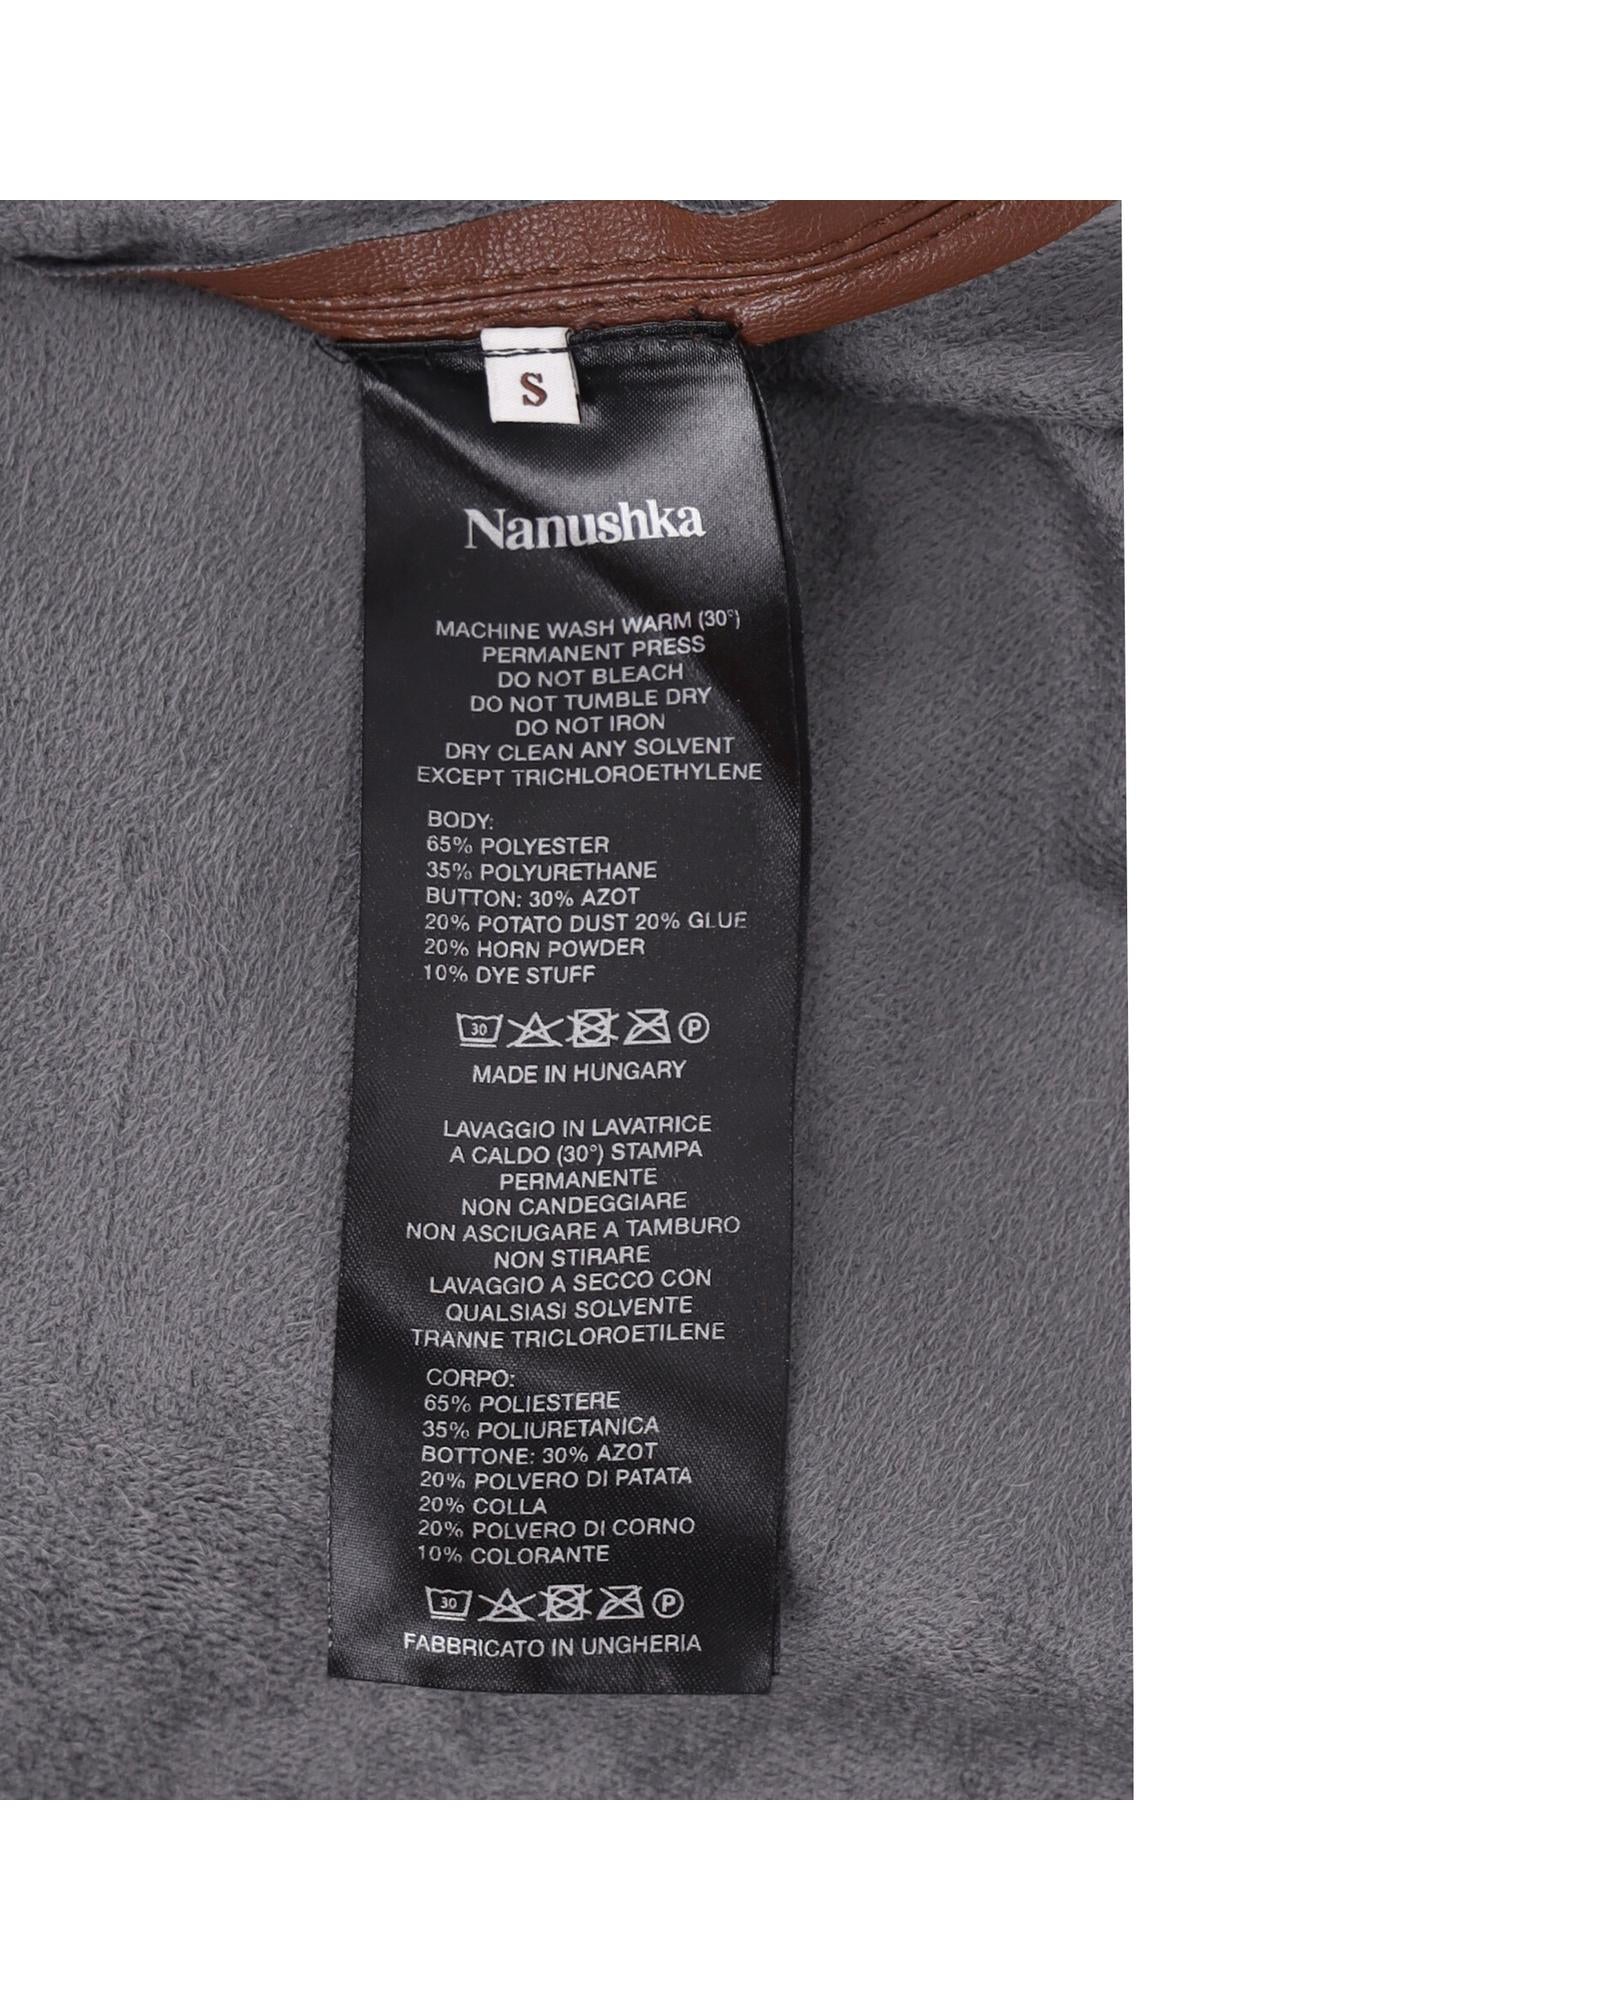 S
Nanushka
MACHINE WASH WARM (30°)
PERMANENT PRESS
DO NOT BLEACH
DO NOT TUMBLE DRY
DO NOT IRON
DRY CLEAN ANY SOLVENT
EXCEPT TRICHLOROETHYLENE
BODY:
65% POLYESTER
35% POLYURETHANE
BUTTON: 30% AZOT
20% POTATO DUST 20% GLUE
20% HORN POWDER
10% DYE STUFF
30 P
MADE IN HUNGARY
LAVAGGIO IN LAVATRICE
A CALDO (30°) STAMPA
PERMANENTE
NON CANDEGGIARE
NON ASCIUGARE A TAMBURO
NON STIRARE
LAVAGGIO A SECCO CON
QUALSIASI SOLVENTE
TRANNE TRICLOROETILENE
CORPO:
65% POLIESTERE
35% POLIURETANICA
BOTTONE: 30% AZOT
20% POLVERO DI PATATA
20% COLLA
20% POLVERO DI CORNO
10% COLORANTE
30 P
FABBRICATO IN UNGHERIA